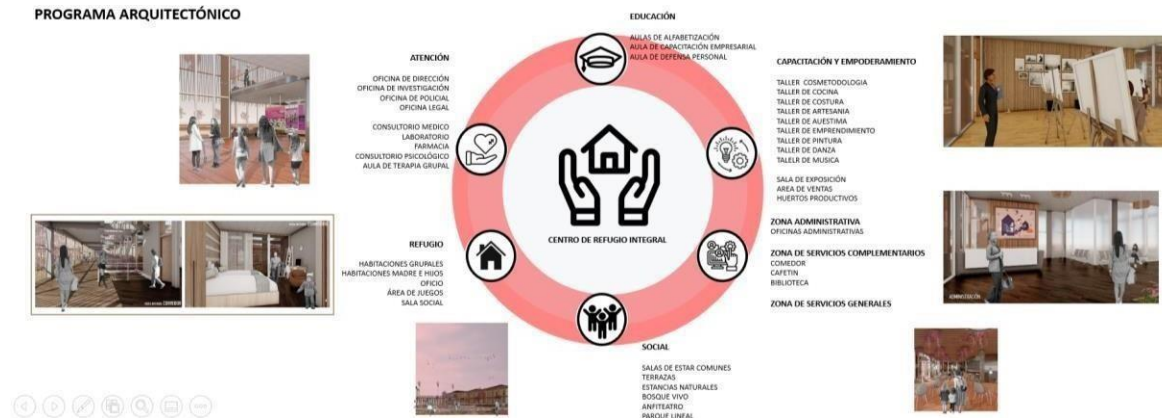 PROGRAMA ARQUITECTÓNICO
EDUCACIÓN
AULAS DE ALFABETIZACIÓN
AULA DE CAPACITACIÓN EMPRESARIAL
AULA DE DEFENSA PERSONAL
ATENCIÓN
OFICINA DE DIRECCIÓN
OFICINA DE INVESTIGACIÓN
OFICINA DE POLICIAL
OFICINA LEGAL
CONSULTORIO MEDICO
LABORATORIO
FARMACIA
CONSULTORIO PSICOLÓGICO
AULA DE TERAPIA GRUPAL
CAPACITACIÓN Y EMPODERAMIENTO
TALLER COSMETODOLOGIA
TALLER DE COCINA
TALLER DE COSTURA
TALLER DE ARTESANIA
TALLER DE AUESTIMA
TALLER DE EMPRENDIMIENTO
TALLER DE PINTURA
TALLER DE DANZA
TALELR DE MUSICA
SALA DE EXPOSICIÓN
AREA DE VENTAS
HUERTOS PRODUCTIVOS
CENTRO DE REFUGIO INTEGRAL
REFUGIO
HABITACIONES GRUPALES
HABITACIONES MADRE E HIJOS
OFICIO
ÁREA DE JUEGOS
SALA SOCIAL
ZONA ADMINISTRATIVA
OFICINAS ADMINISTRATIVAS
ZONA DE SERVICIOS COMPLEMENTARIOS
COMEDOR
CAFETIN
BIBLIOTECA
ZONA DE SERVICIOS GENERALES
SOCIAL
SALAS DE ESTAR COMUNES
TERRAZAS
ESTANCIAS NATURALES
BOSQUE VIVO
ANFITEATRO
PARQUE LINEAL
ADMINISTRACIÓN